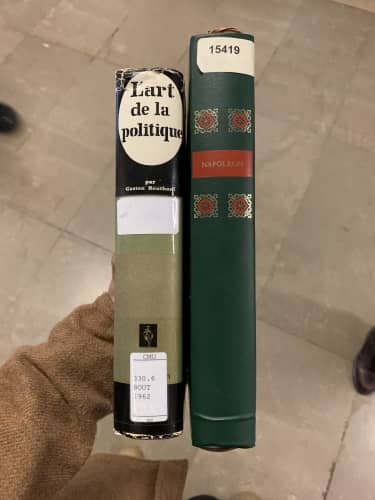 L'art
de la
politique
par
Gaston Bouthoul
CMU
330.6
BOUT
1962
15419
NAPOLEON